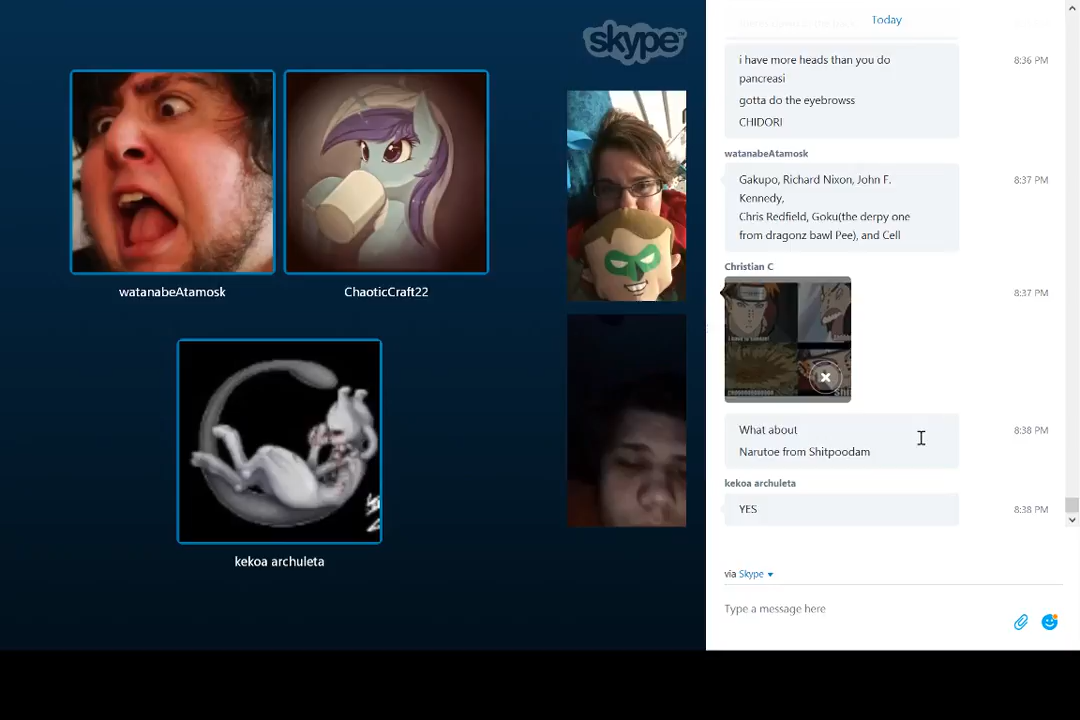 skype
watanabeAtamosk
ChaoticCraft22
kekoa archuleta
Today
i have more heads than you do
pancreasi
8:36 PM
gotta do the eyebrowss
CHIDORI
watanabeAtamosk
Gakupo, Richard Nixon, John F.
8:37 PM
Kennedy,
Chris Redfield, Goku(the derpy one
from dragonz bawl Pee), and Cell
Christian C
8:37 PM
What about
8:38 PM
Narutoe from Shitpoodam
kekoa archuleta
YES
8:38 PM
via Skype
Type a message here